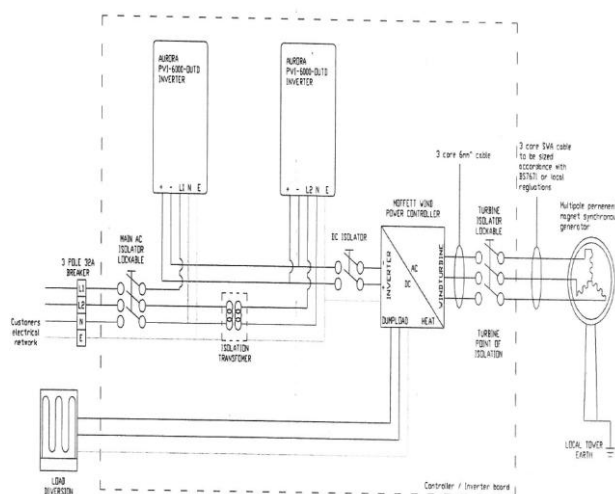 AURORA
PVI-6000-OUTD
INVERTER
+ - L1 N E
AURORA
PVI-6000-OUTD
INVERTER
+ - L2 N E
3 core 6mm² cable
3 core SWA cable
to be sized
accordance with
BS7671 or local
regluations
MOFFETT WIND
POWER CONTROLLER
TURBINE
ISOLATOR
LOCKABLE
Multipole permenent
magnet synchronous
generator
MAIN AC
ISOLATOR
LOCKABLE
DC ISOLATOR
3 POLE 32A
BREAKER
L1
L2
N
E
Customers
electrical
network
- INVERTER +
AC
DC
WINDTURBINE
DUMPLOAD
HEAT
ISOLATION
TRANSFOMER
TURBINE
POINT OF
ISOLATION
LOCAL TOWER
EARTH
LOAD
DIVERSION
Controller / Inverter board